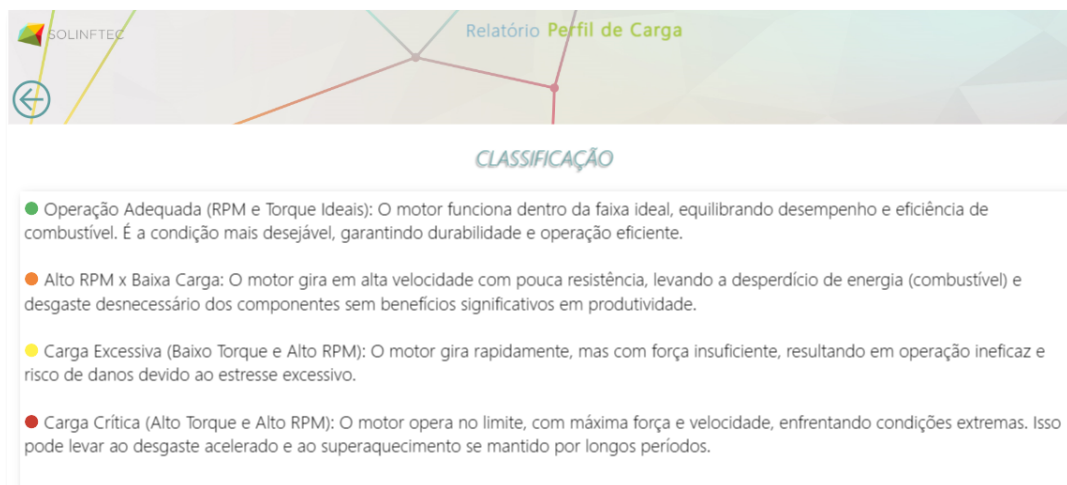 SOLINFTEC
Relatório Perfil de Carga
CLASSIFICAÇÃO
Operação Adequada (RPM e Torque Ideais): O motor funciona dentro da faixa ideal, equilibrando desempenho e eficiência de
combustível. É a condição mais desejável, garantindo durabilidade e operação eficiente.
Alto RPM x Baixa Carga: O motor gira em alta velocidade com pouca resistência, levando a desperdício de energia (combustível) e
desgaste desnecessário dos componentes sem benefícios significativos em produtividade.
Carga Excessiva (Baixo Torque e Alto RPM): O motor gira rapidamente, mas com força insuficiente, resultando em operação ineficaz e
risco de danos devido ao estresse excessivo.
Carga Crítica (Alto Torque e Alto RPM): O motor opera no limite, com máxima força e velocidade, enfrentando condições extremas. Isso
pode levar ao desgaste acelerado e ao superaquecimento se mantido por longos períodos.